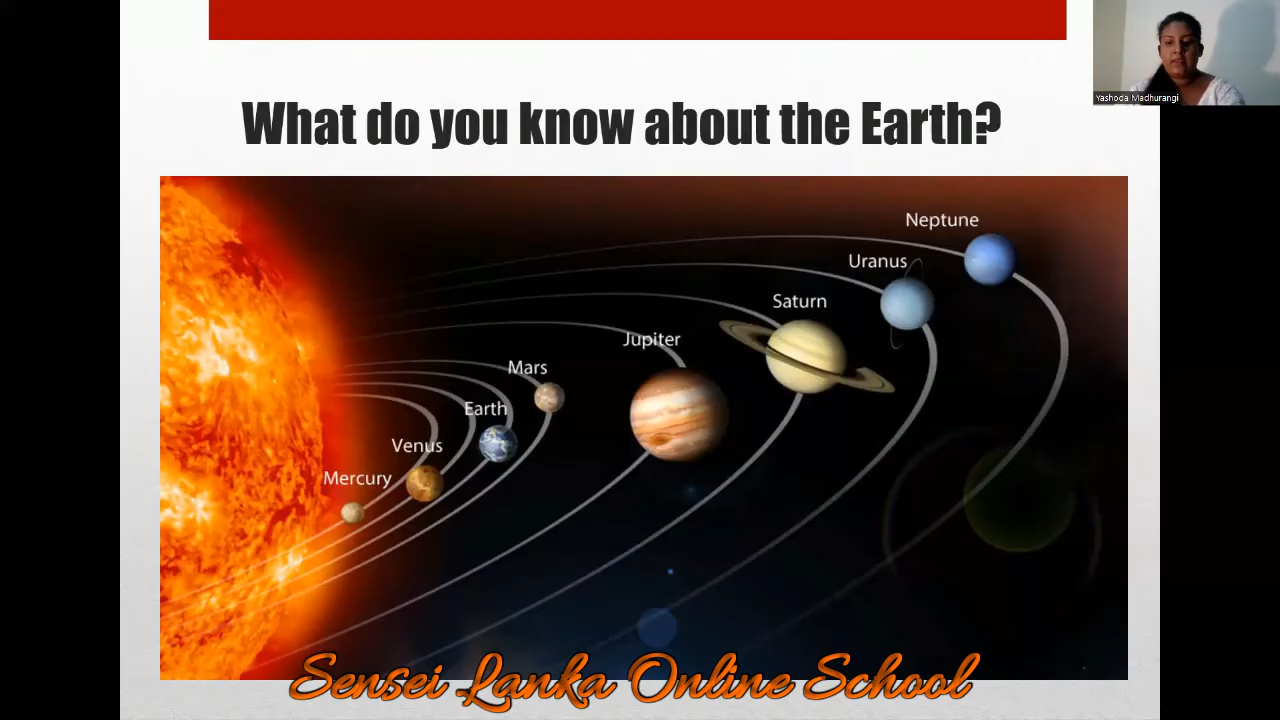 Yashoda Madhurangi
What do you know about the Earth?
Neptune
Uranus
Saturn
Jupiter
Mars
Earth
Venus
Mercury
Sensei Lanka Online School